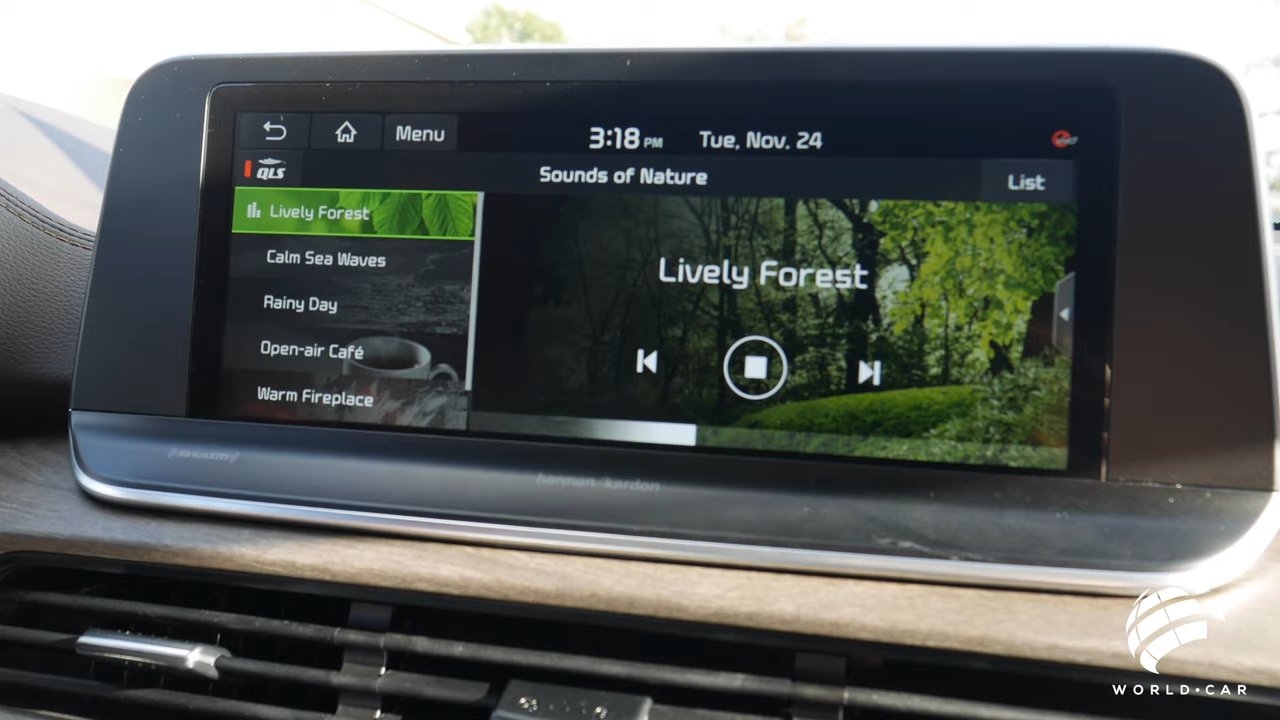 Menu
3:18 PM
Tue, Nov. 24
QLS
Sounds of Nature
List
Lively Forest
Calm Sea Waves
Rainy Day
Open-air Café
Warm Fireplace
Lively Forest
((SiriusXM))
harman/kardon
WORLD·CAR